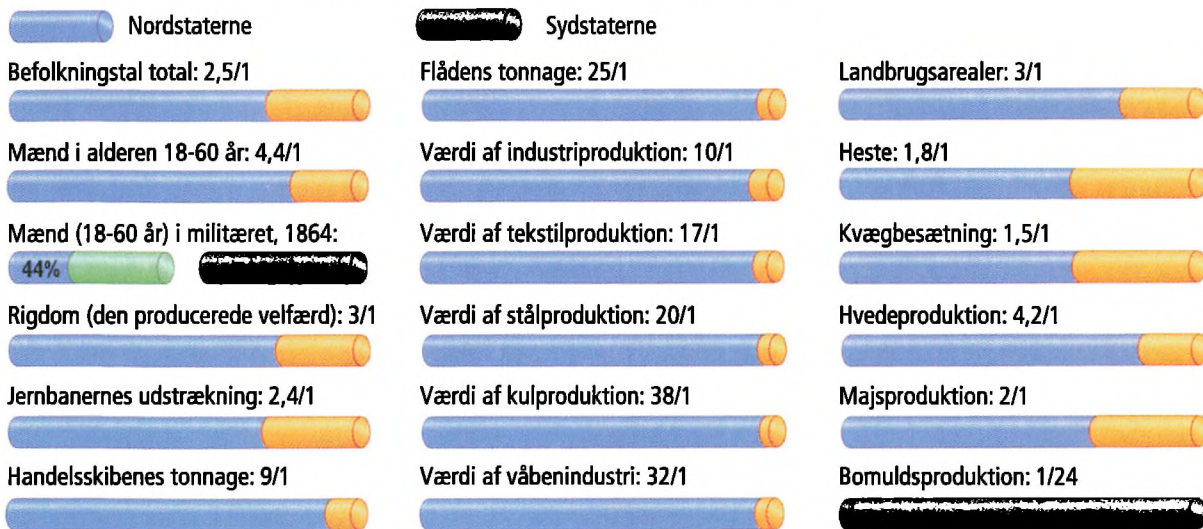 Nordstaterne
Sydstaterne
Befolkningstal total: 2,5/1
Mænd i alderen 18-60 år: 4,4/1
Mænd (18-60 år) i militæret, 1864:
44%
Rigdom (den producerede velfærd): 3/1
Jernbanernes udstrækning: 2,4/1
Handelsskibenes tonnage: 9/1
Flådens tonnage: 25/1
Værdi af industriproduktion: 10/1
Værdi af tekstilproduktion: 17/1
Værdi af stålproduktion: 20/1
Værdi af kulproduktion: 38/1
Værdi af våbenindustri: 32/1
Landbrugsarealer: 3/1
Heste: 1,8/1
Kvægbesætning: 1,5/1
Hvedeproduktion: 4,2/1
Majsproduktion: 2/1
Bomuldsproduktion: 1/24